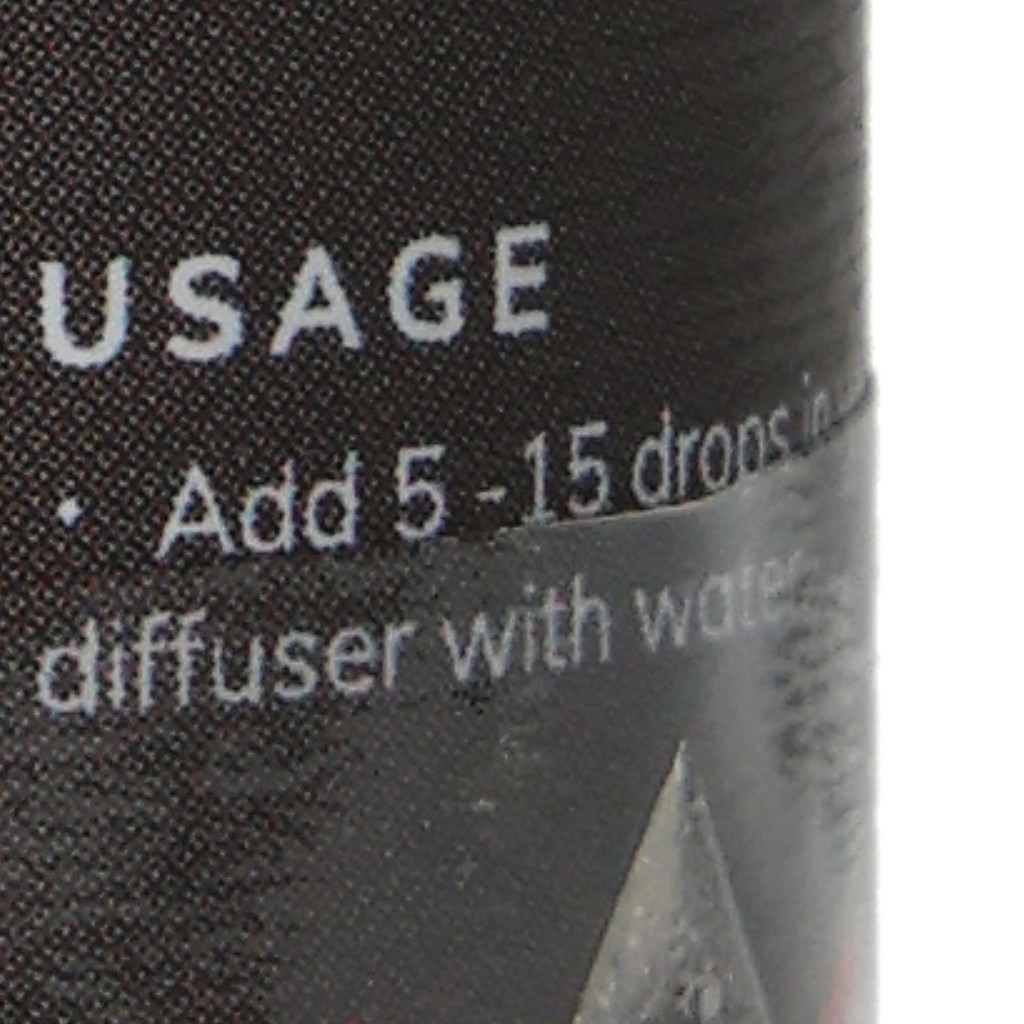 USAGE
· Add 5 - 15 drops in
diffuser with water